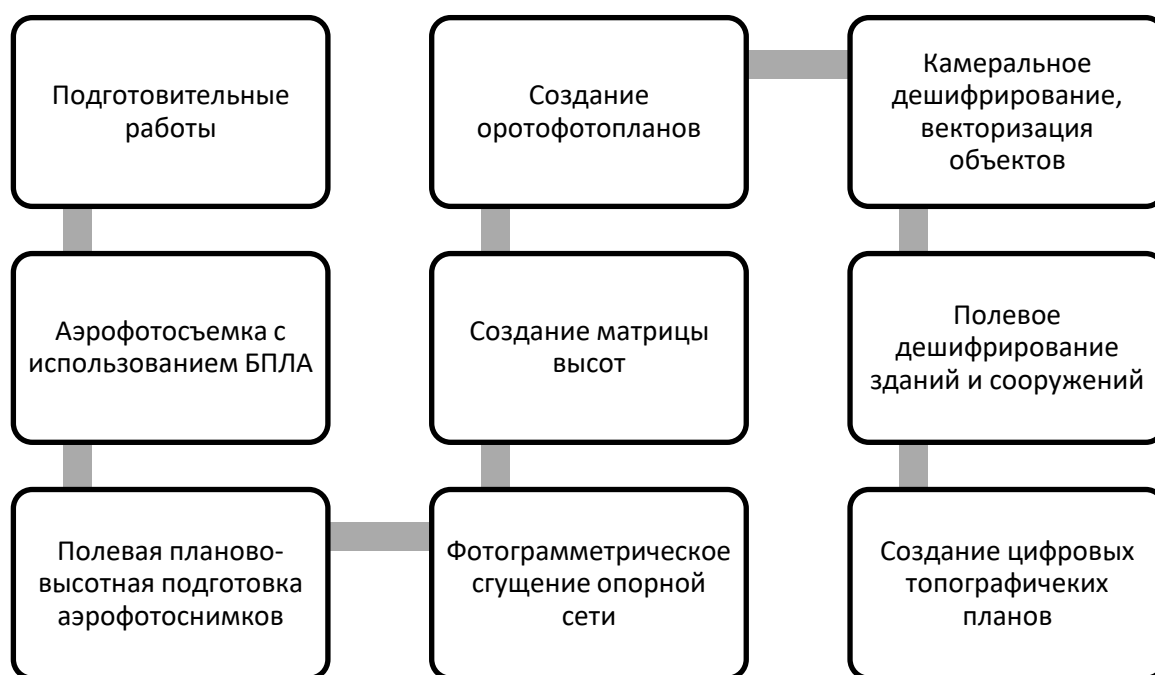 Подготовительные
работы
Аэрофотосъемка с
использованием БПЛА
Полевая планово-
высотная подготовка
аэрофотоснимков
Фотограмметрическое
сгущение опорной
сети
Создание матрицы
высот
Создание
оротофотопланов
Камеральное
дешифрирование,
векторизация
объектов
Полевое
дешифрирование
зданий и сооружений
Создание цифровых
топографичеких
планов